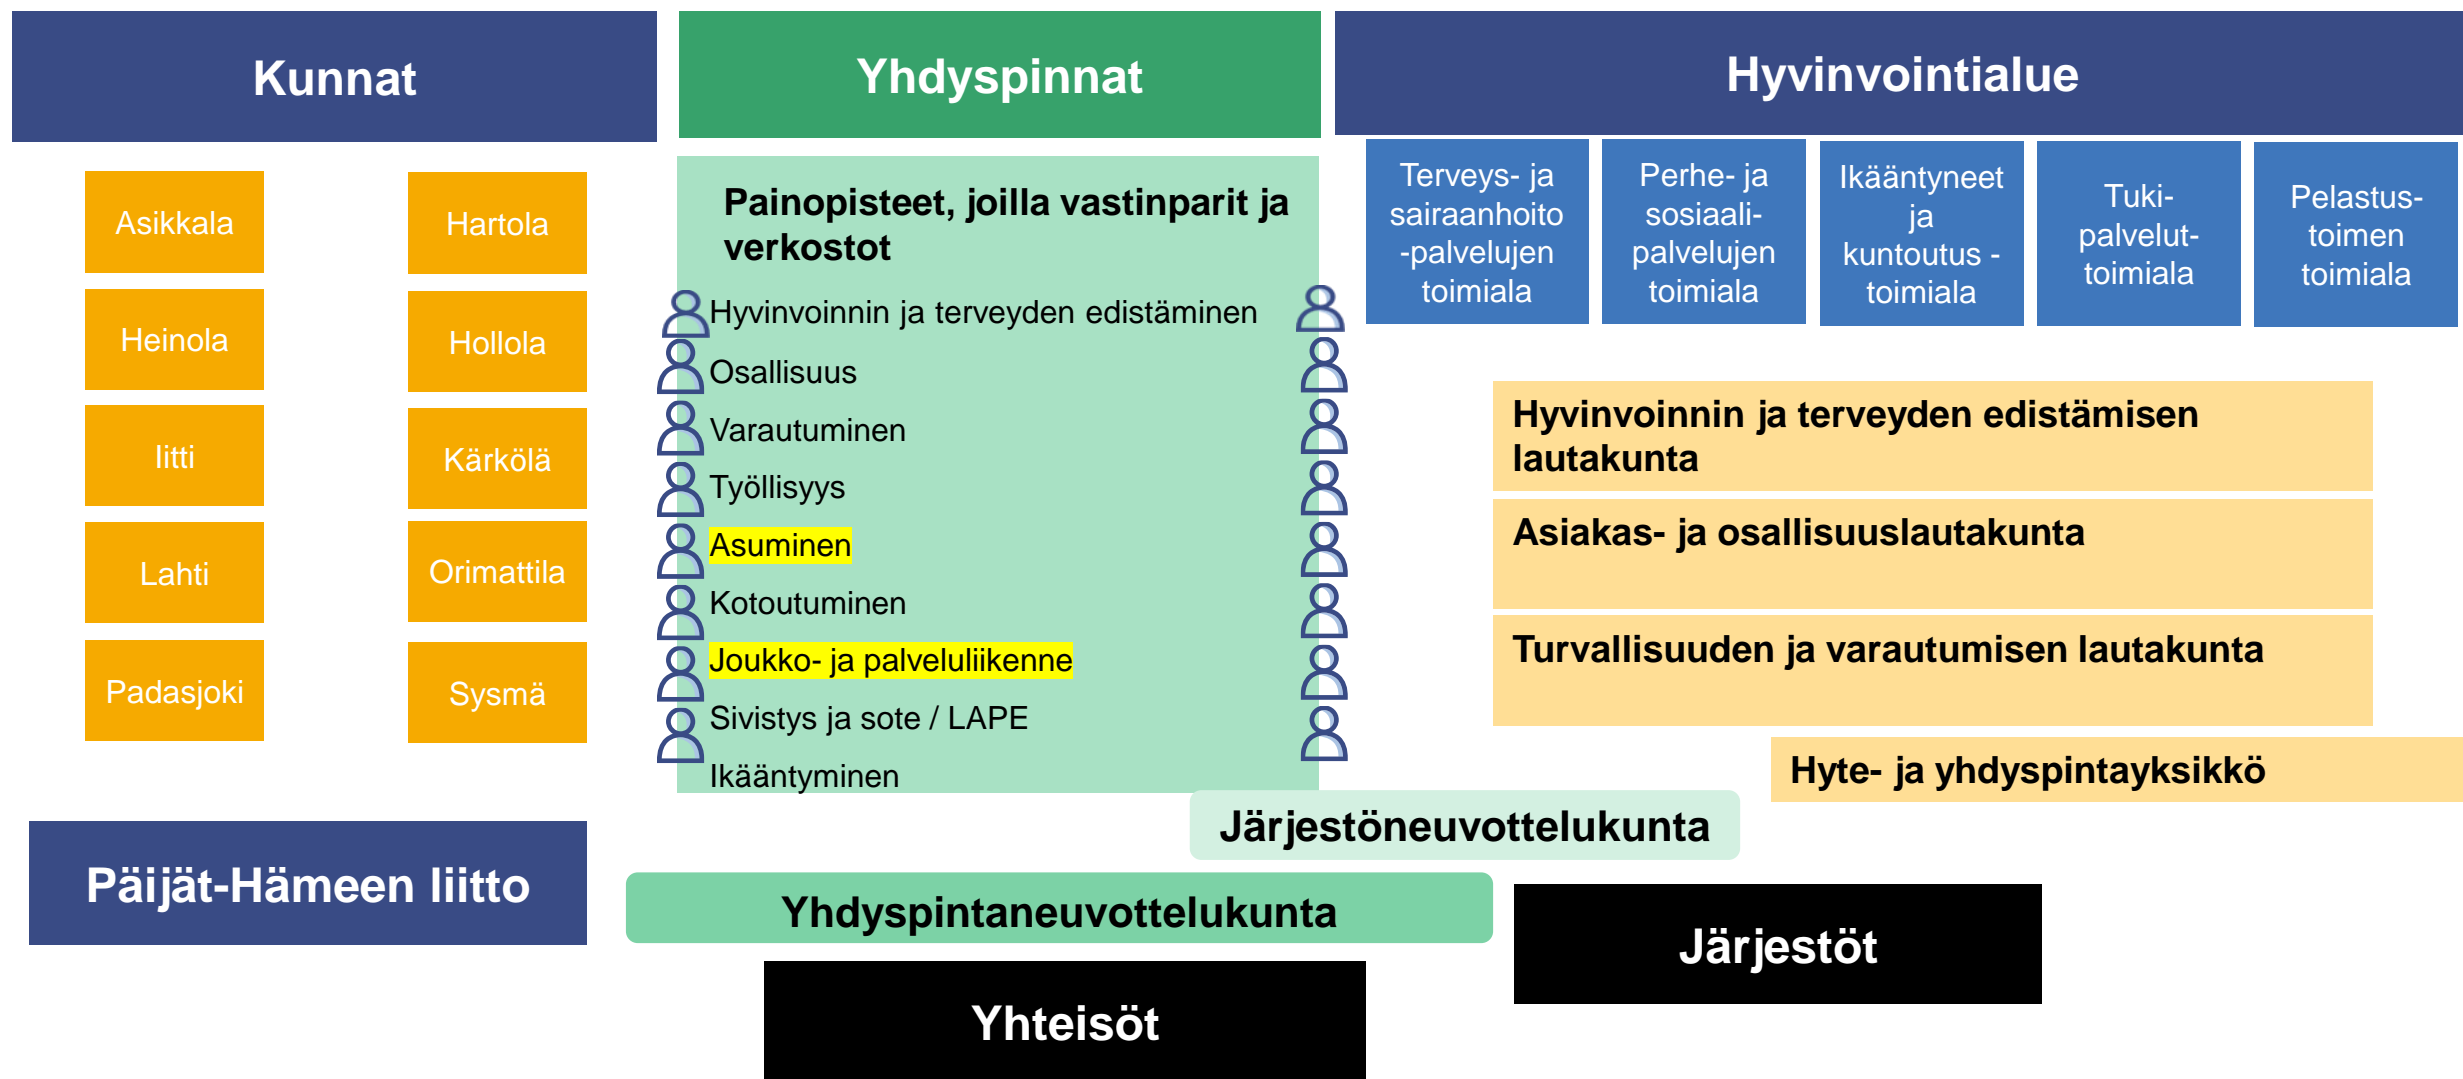 Kunnat
Asikkala
Hartola
Heinola
Hollola
Iitti
Kärkölä
Lahti
Orimattila
Padasjoki
Sysmä
Päijät-Hämeen liitto
Yhdyspinnat
Painopisteet, joilla vastinparit ja
verkostot
Hyvinvoinnin ja terveyden edistäminen
Osallisuus
Varautuminen
Työllisyys
Asuminen
Kotoutuminen
Joukko- ja palveluliikenne
Sivistys ja sote / LAPE
Ikääntyminen
Hyvinvointialue
Terveys- ja
sairaanhoito
-palvelujen
toimiala
Perhe- ja
sosiaali-
palvelujen
toimiala
Ikääntyneet
ja
kuntoutus -
toimiala
Tuki-
palvelut-
toimiala
Pelastus-
toimen
toimiala
Hyvinvoinnin ja terveyden edistämisen
lautakunta
Asiakas- ja osallisuuslautakunta
Turvallisuuden ja varautumisen lautakunta
Hyte- ja yhdyspintayksikkö
Järjestöneuvottelukunta
Yhdyspintaneuvottelukunta
Järjestöt
Yhteisöt